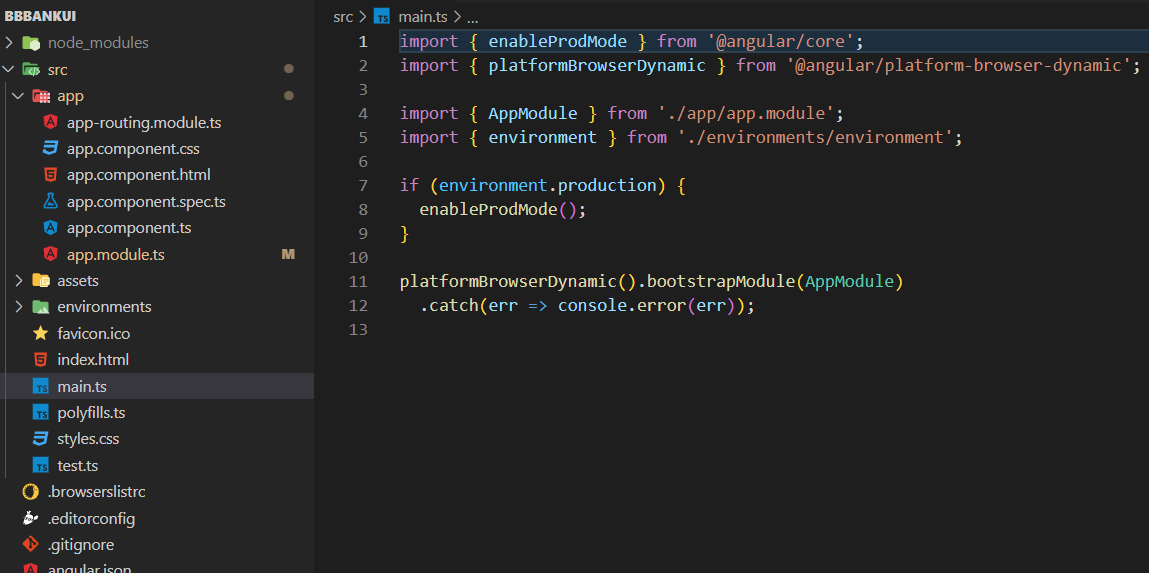 BBBANKUI
node_modules
src
app
app-routing.module.ts
app.component.css
app.component.html
app.component.spec.ts
app.component.ts
app.module.ts M
assets
environments
favicon.ico
index.html
main.ts
polyfills.ts
styles.css
test.ts
.browserslistrc
.editorconfig
.gitignore
angular.json
src > TS main.ts > ...
1 import { enableProdMode } from '@angular/core';
2 import { platformBrowserDynamic } from '@angular/platform-browser-dynamic';
3
4 import { AppModule } from './app/app.module';
5 import { environment } from './environments/environment';
6
7 if (environment.production) {
8   enableProdMode();
9 }
10
11 platformBrowserDynamic().bootstrapModule(AppModule)
12   .catch(err => console.error(err));
13